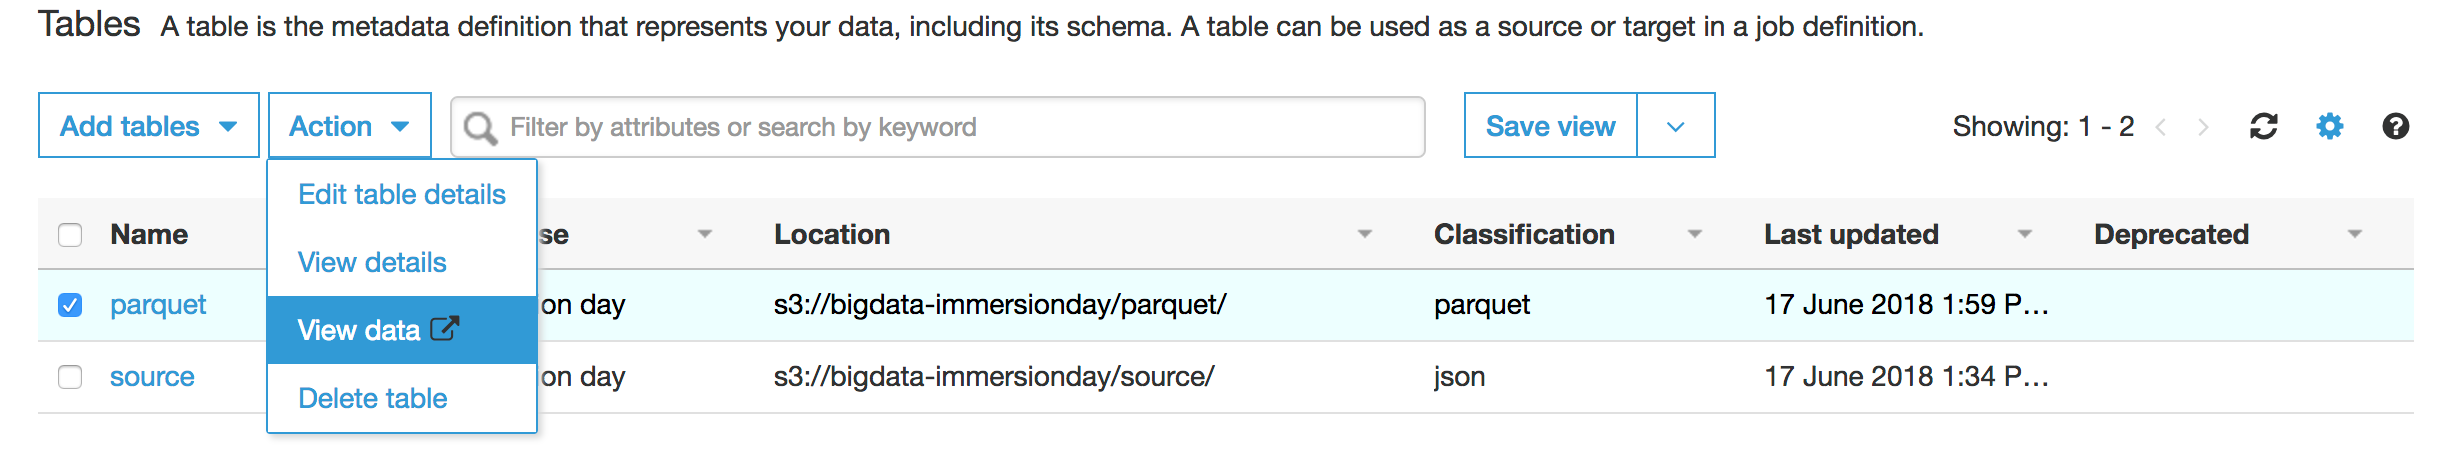 Tables A table is the metadata definition that represents your data, including its schema. A table can be used as a source or target in a job definition.
Add tables Action Filter by attributes or search by keyword Save view Showing: 1 - 2
Edit table details
View details
View data
Delete table
Name se Location Classification Last updated Deprecated
parquet on day s3://bigdata-immersionday/parquet/ parquet 17 June 2018 1:59 P...
source on day s3://bigdata-immersionday/source/ json 17 June 2018 1:34 P...